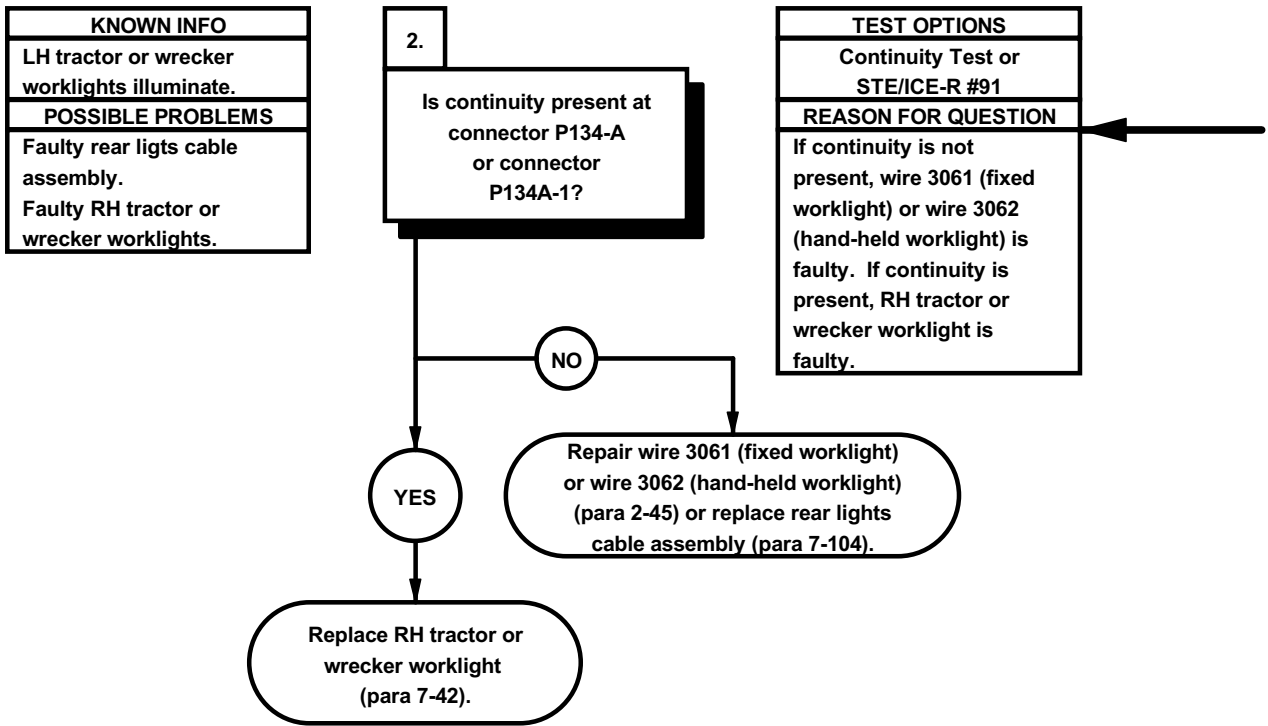 KNOWN INFO
LH tractor or wrecker
worklights illuminate.
POSSIBLE PROBLEMS
Faulty rear ligts cable
assembly.
Faulty RH tractor or
wrecker worklights.
2.
Is continuity present at
connector P134-A
or connector
P134A-1?
TEST OPTIONS
Continuity Test or
STE/ICE-R #91
REASON FOR QUESTION
If continuity is not
present, wire 3061 (fixed
worklight) or wire 3062
(hand-held worklight) is
faulty.  If continuity is
present, RH tractor or
wrecker worklight is
faulty.
NO
YES
Repair wire 3061 (fixed worklight)
or wire 3062 (hand-held worklight)
(para 2-45) or replace rear lights
cable assembly (para 7-104).
Replace RH tractor or
wrecker worklight
(para 7-42).